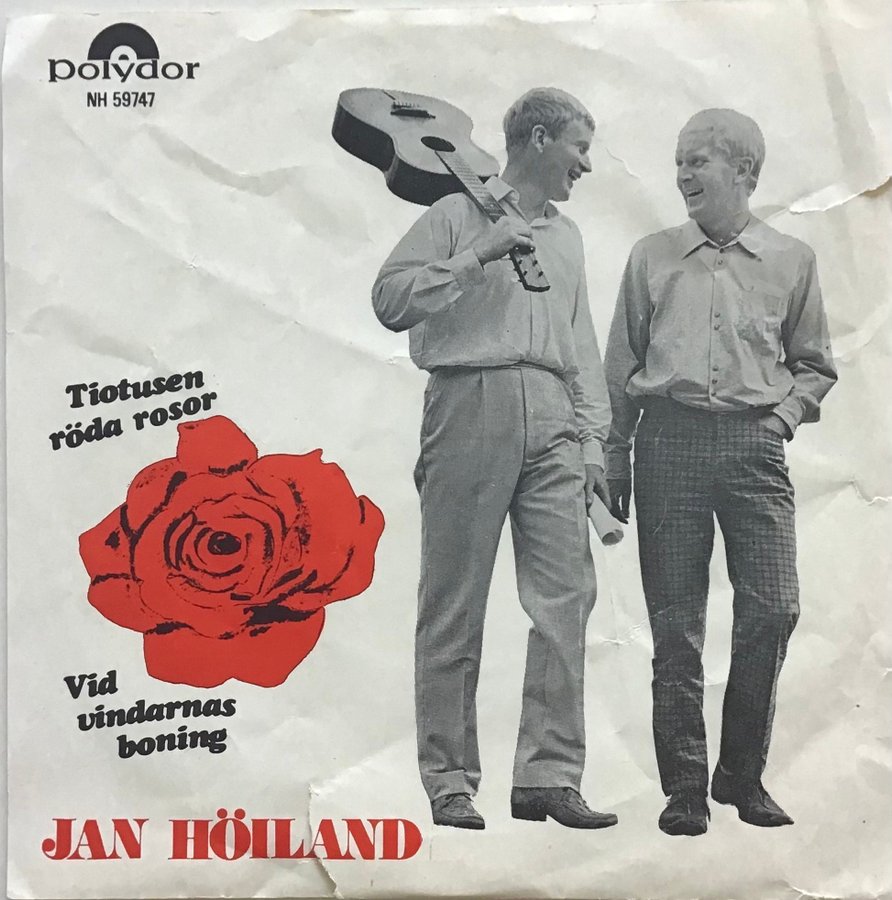 polydor
NH 59747
Tiotusen
röda rosor
Vid
vindarnas
boning
JAN HÖILAND